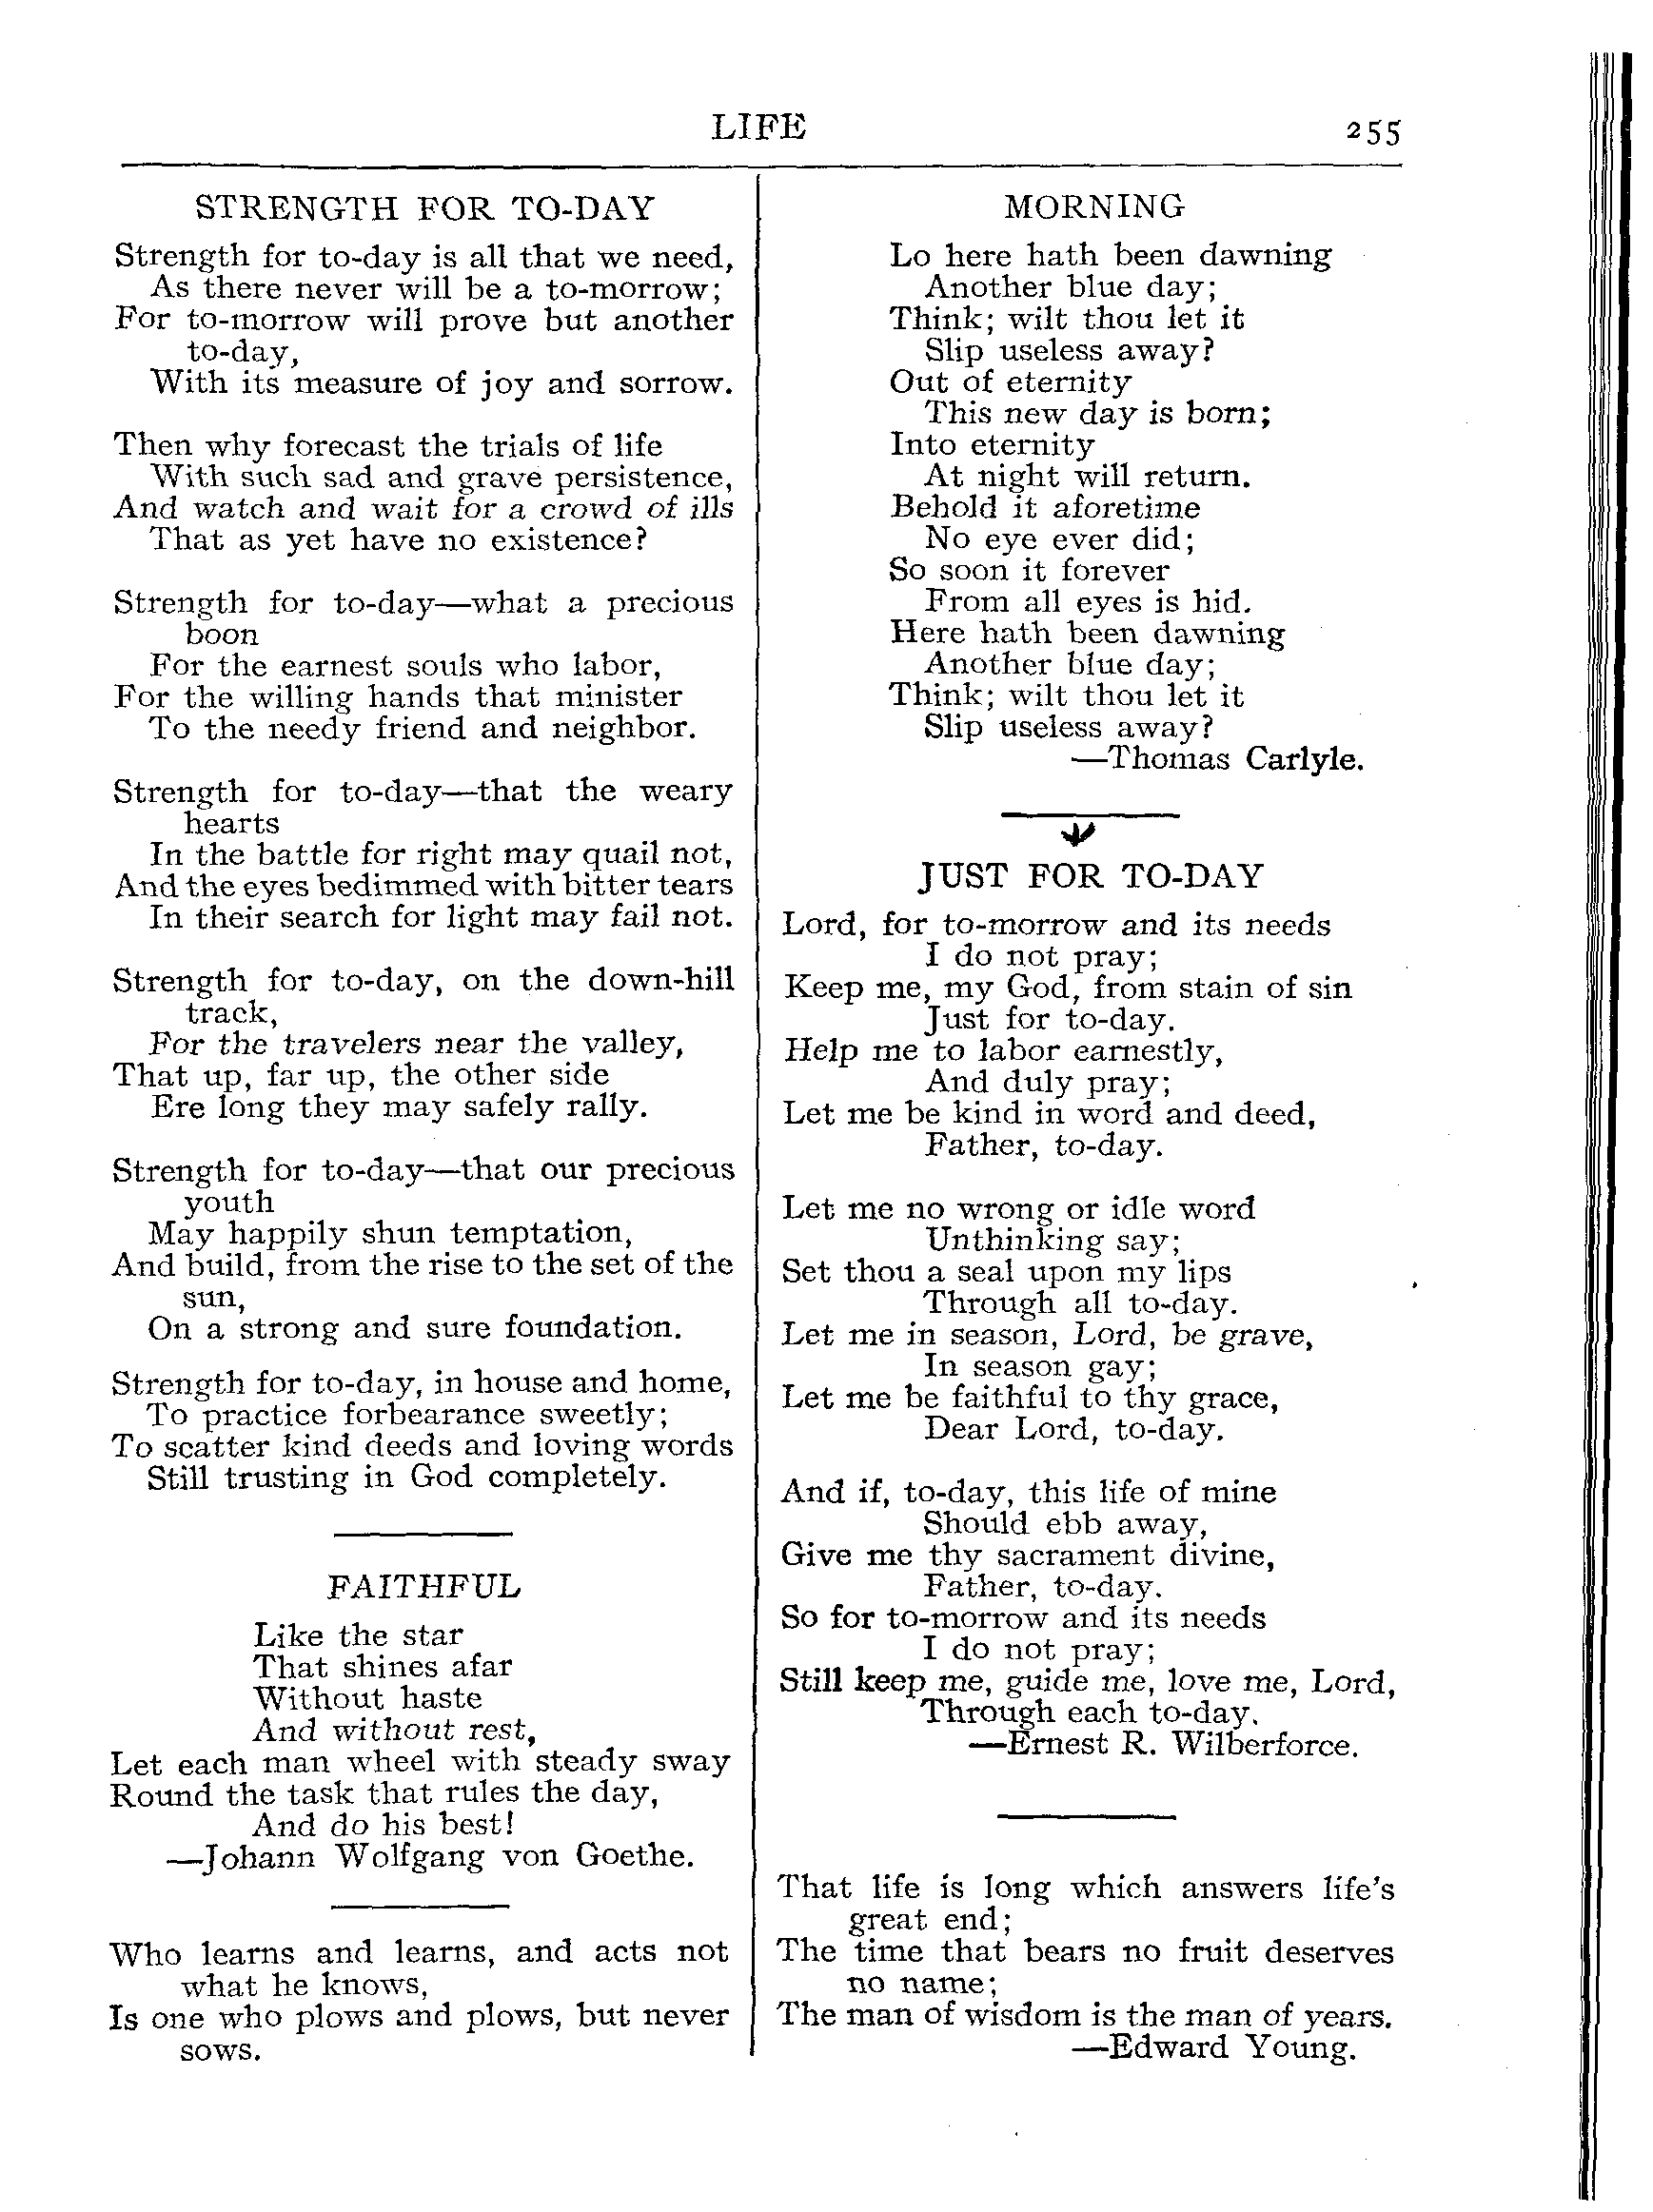 LIFE
255
STRENGTH FOR TO-DAY
Strength for to-day is all that we need,
As there never will be a to-morrow;
For to-morrow will prove but another
to-day,
With its measure of joy and sorrow.
Then why forecast the trials of life
With such sad and grave persistence,
And watch and wait for a crowd of ills
That as yet have no existence?
Strength for to-day—what a precious
boon
For the earnest souls who labor,
For the willing hands that minister
To the needy friend and neighbor.
Strength for to-day—that the weary
hearts
In the battle for right may quail not,
And the eyes bedimmed with bitter tears
In their search for light may fail not.
Strength for to-day, on the down-hill
track,
For the travelers near the valley,
That up, far up, the other side
Ere long they may safely rally.
Strength for to-day—that our precious
youth
May happily shun temptation,
And build, from the rise to the set of the
sun,
On a strong and sure foundation.
Strength for to-day, in house and home,
To practice forbearance sweetly;
To scatter kind deeds and loving words
Still trusting in God completely.
FAITHFUL
Like the star
That shines afar
Without haste
And without rest,
Let each man wheel with steady sway
Round the task that rules the day,
And do his best!
—Johann Wolfgang von Goethe.
Who learns and learns, and acts not
what he knows,
Is one who plows and plows, but never
sows.
MORNING
Lo here hath been dawning
Another blue day;
Think; wilt thou let it
Slip useless away?
Out of eternity
This new day is born;
Into eternity
At night will return.
Behold it aforetime
No eye ever did;
So soon it forever
From all eyes is hid.
Here hath been dawning
Another blue day;
Think; wilt thou let it
Slip useless away?
—Thomas Carlyle.
JUST FOR TO-DAY
Lord, for to-morrow and its needs
I do not pray;
Keep me, my God, from stain of sin
Just for to-day.
Help me to labor earnestly,
And duly pray;
Let me be kind in word and deed,
Father, to-day.
Let me no wrong or idle word
Unthinking say;
Set thou a seal upon my lips
Through all to-day.
Let me in season, Lord, be grave,
In season gay;
Let me be faithful to thy grace,
Dear Lord, to-day.
And if, to-day, this life of mine
Should ebb away,
Give me thy sacrament divine,
Father, to-day.
So for to-morrow and its needs
I do not pray;
Still keep me, guide me, love me, Lord,
Through each to-day.
—Ernest R. Wilberforce.
That life is long which answers life's
great end;
The time that bears no fruit deserves
no name;
The man of wisdom is the man of years.
—Edward Young.